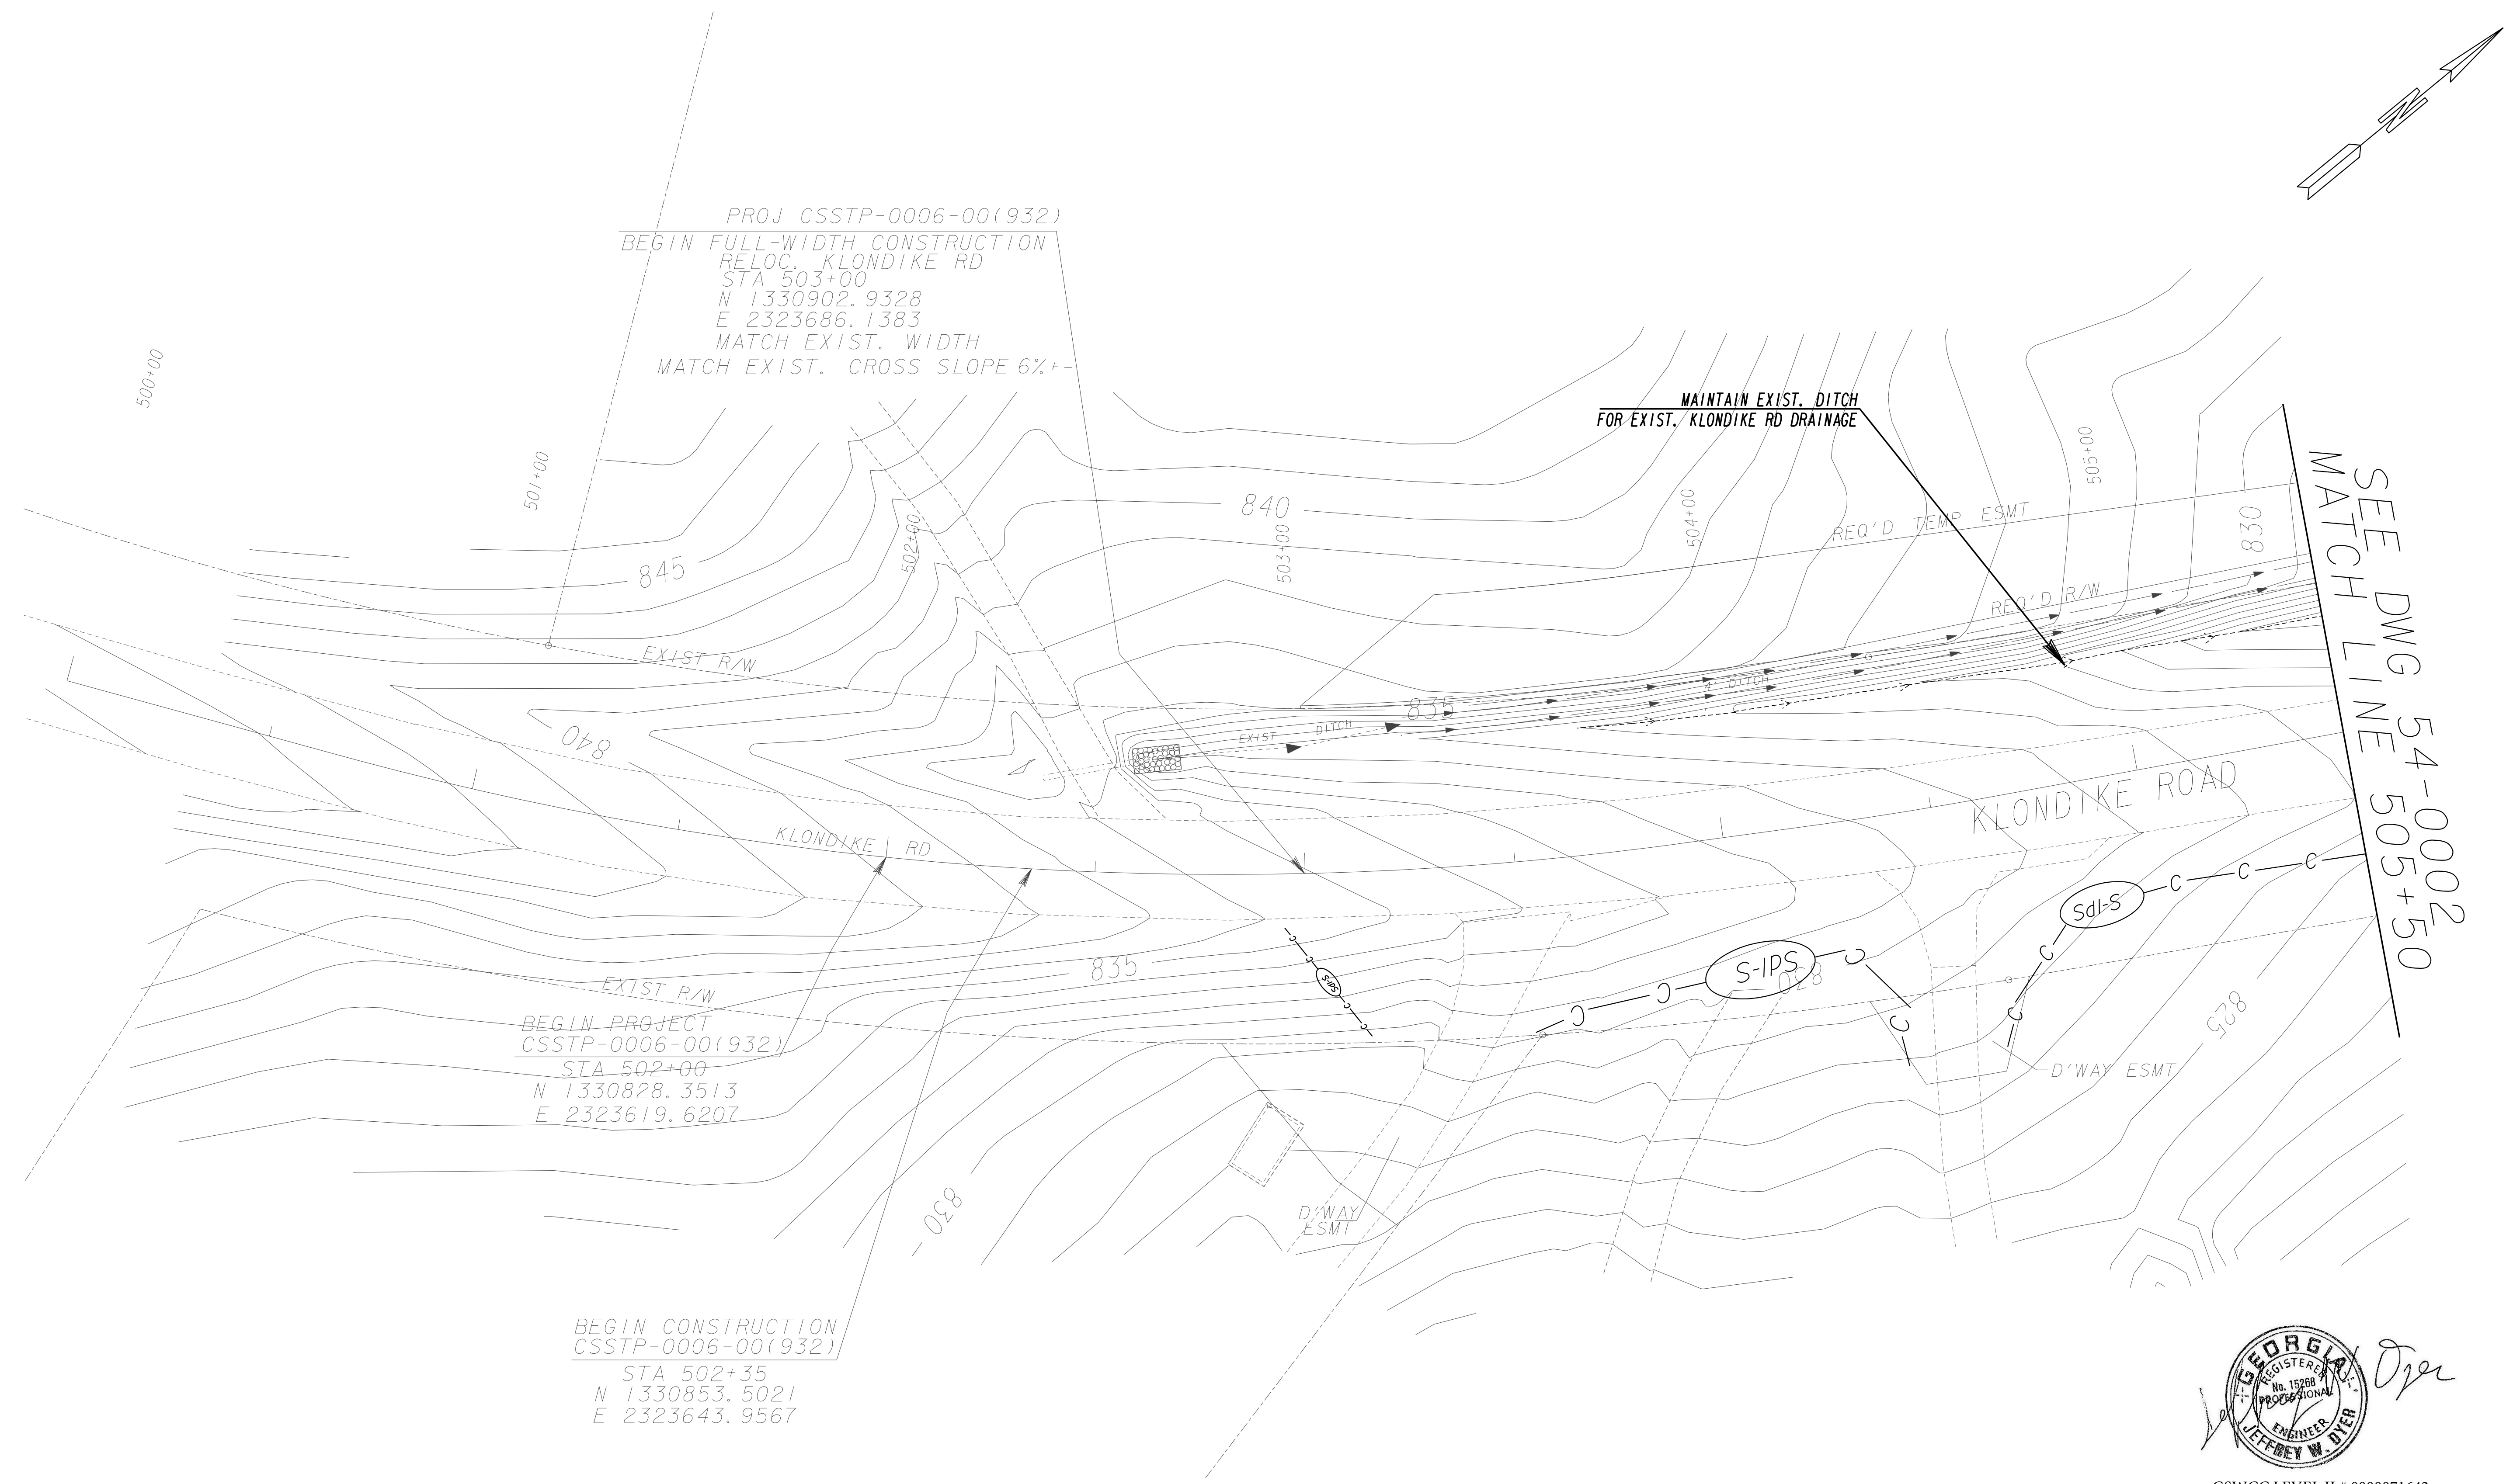 N
PROJ CSSTP-0006-00(932)
BEGIN FULL-WIDTH CONSTRUCTION
RELOC. KLONDIKE RD
STA 503+00
N 1330902.9328
E 2323686.1383
MATCH EXIST. WIDTH
MATCH EXIST. CROSS SLOPE 6%+-
500+00
501+00
502+00
503+00
504+00
505+00
MAINTAIN EXIST. DITCH
FOR EXIST. KLONDIKE RD DRAINAGE
SEE DWG 54-0002
MATCH LINE 505+50
840
845
830
REQ'D TEMP ESMT
REQ'D R/W
EXIST R/W
4' DITCH
835
EXIST DITCH
840
KLONDIKE ROAD
KLONDIKE RD
C C C
Sd1-S
C
C
C C
Sd1-S
C
C
830
C
C
Sd1-S
C
C
835
EXIST R/W
825
BEGIN PROJECT
CSSTP-0006-00(932)
STA 502+00
N 1330828.3513
E 2323619.6207
D'WAY ESMT
D'WAY
ESMT
830
BEGIN CONSTRUCTION
CSSTP-0006-00(932)
STA 502+35
N 1330853.5021
E 2323643.9567
GEORGIA
REGISTERED
No. 15268
PROFESSIONAL
ENGINEER
JEFFREY W. DYER